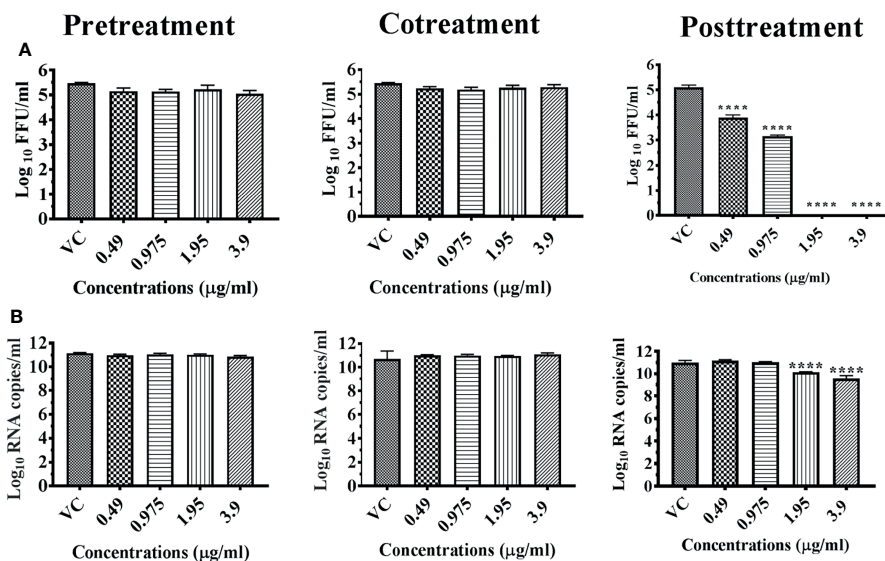 Pretreatment Cotreatment Posttreatment
A
Log 10 FFU/ml
6
5
4
3
2
1
0
VC 0.49 0.975 1.95 3.9
Concentrations (µg/ml)
Log 10 FFU/ml
6
5
4
3
2
1
0
VC 0.49 0.975 1.95 3.9
Concentrations (µg/ml)
Log 10 FFU/ml
6
5
4
3
2
1
0
**** **** **** ****
VC 0.49 0.975 1.95 3.9
Concentrations (µg/ml)
B
Log10 RNA copies/ml
12
10
8
6
4
2
0
VC 0.49 0.975 1.95 3.9
Concentrations (µg/ml)
Log10 RNA copies/ml
12
10
8
6
4
2
0
VC 0.49 0.975 1.95 3.9
Concentrations (µg/ml)
Log10 RNA copies/ml
12
10
8
6
4
2
0
**** ****
VC 0.49 0.975 1.95 3.9
Concentrations (µg/ml)